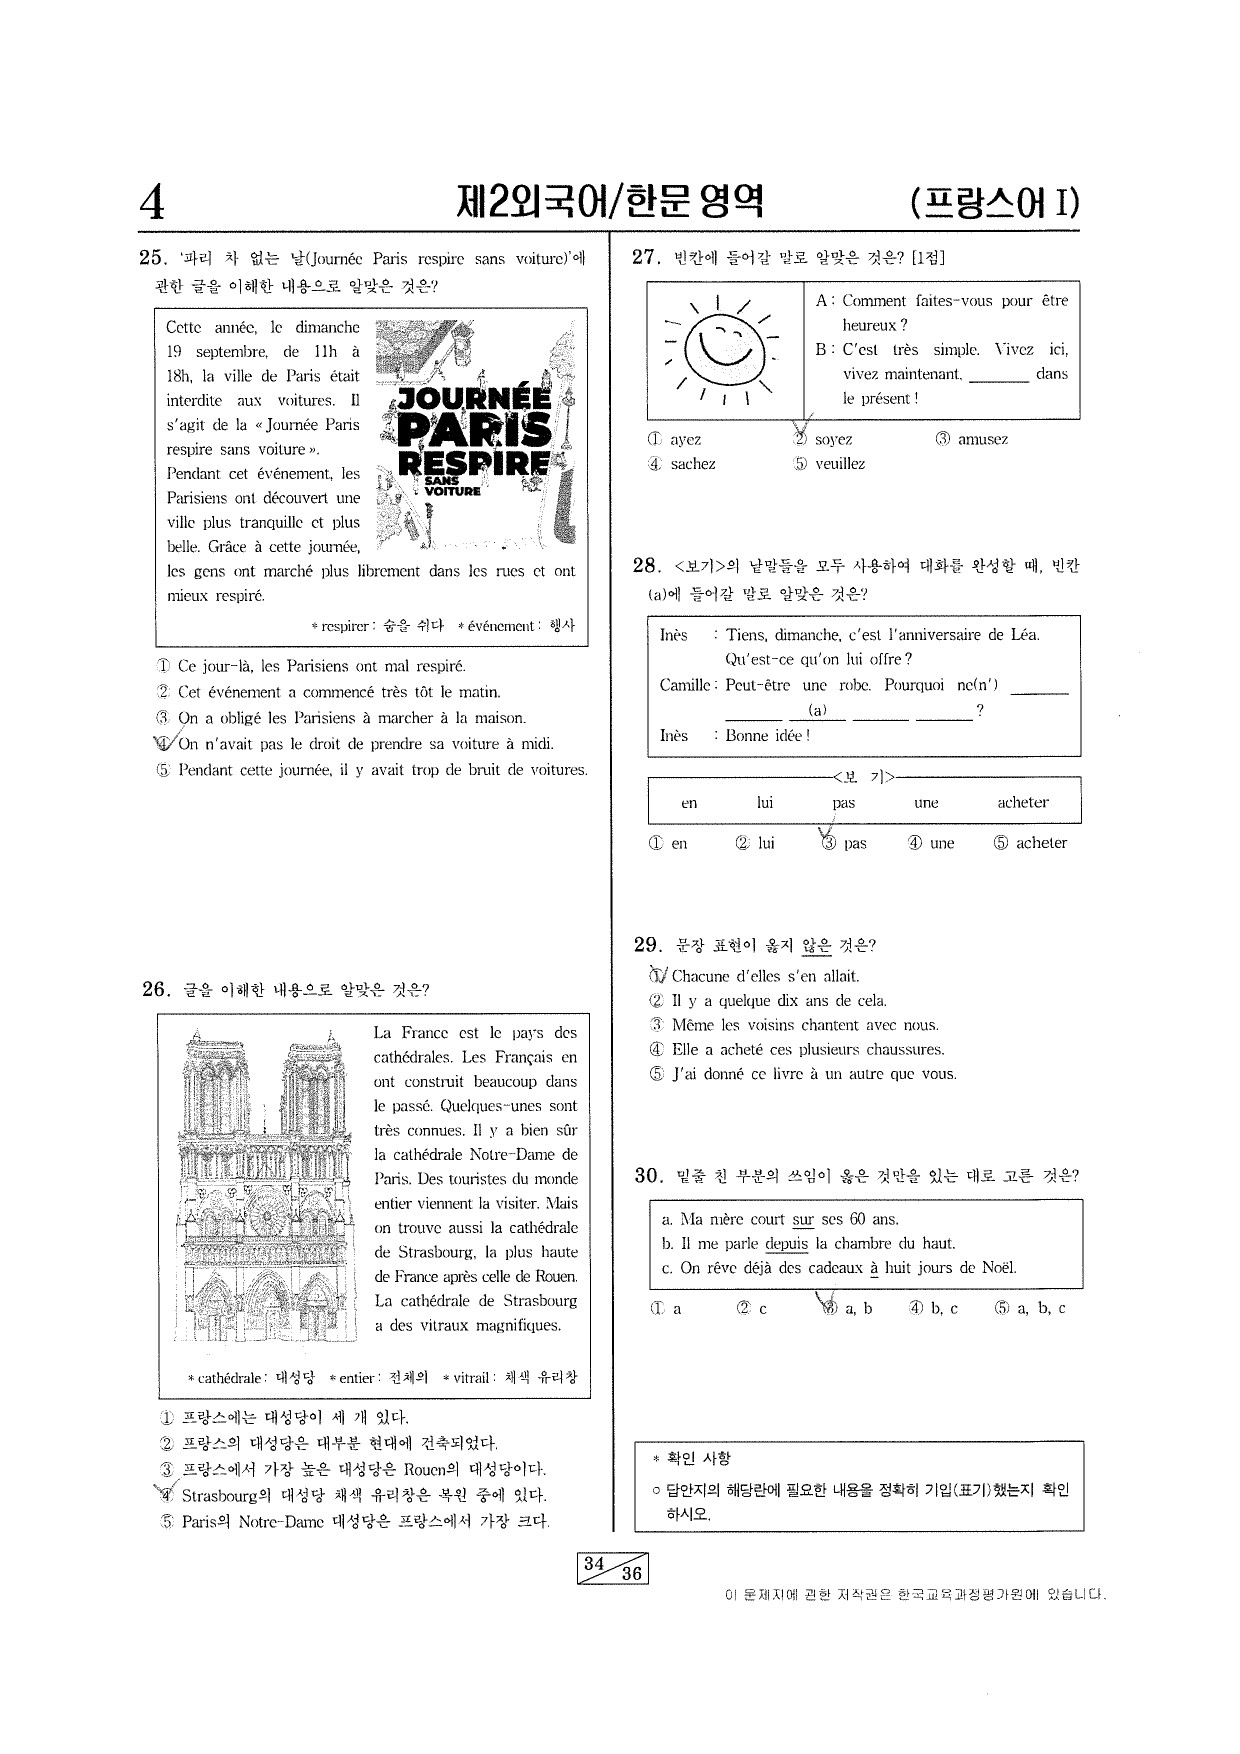 4
제2외국어/한문 영역
(프랑스어 I)
25. ‘파리 차 없는 날(Journée Paris respire sans voiture)’에
관한 글을 이해한 내용으로 알맞은 것은?
Cette année, le dimanche
19 septembre, de 11h à
18h, la ville de Paris était
interdite aux voitures. Il
s’agit de la « Journée Paris
respire sans voiture ».
Pendant cet événement, les
Parisiens ont découvert une
ville plus tranquille et plus
belle. Grâce à cette journée,
les gens ont marché plus librement dans les rues et ont
mieux respiré.
JOURNÉE
PARIS
RESPIRE
SANS
VOITURE
* respirer: 숨을 쉬다 * événement: 행사
① Ce jour-là, les Parisiens ont mal respiré.
② Cet événement a commencé très tôt le matin.
③ On a obligé les Parisiens à marcher à la maison.
④ On n’avait pas le droit de prendre sa voiture à midi.
⑤ Pendant cette journée, il y avait trop de bruit de voitures.
26. 글을 이해한 내용으로 알맞은 것은?
La France est le pays des
cathédrales. Les Français en
ont construit beaucoup dans
le passé. Quelques-unes sont
très connues. Il y a bien sûr
la cathédrale Notre-Dame de
Paris. Des touristes du monde
entier viennent la visiter. Mais
on trouve aussi la cathédrale
de Strasbourg, la plus haute
de France après celle de Rouen.
La cathédrale de Strasbourg
a des vitraux magnifiques.
* cathédrale: 대성당 * entier: 전체의 * vitrail: 채색 유리창
① 프랑스에는 대성당이 세 개 있다.
② 프랑스의 대성당은 대부분 현대에 건축되었다.
③ 프랑스에서 가장 높은 대성당은 Rouen의 대성당이다.
④ Strasbourg의 대성당 채색 유리창은 복원 중에 있다.
⑤ Paris의 Notre-Dame 대성당은 프랑스에서 가장 크다.
27. 빈칸에 들어갈 말로 알맞은 것은? [1점]
A: Comment faites-vous pour être
heureux?
B: C’est très simple. Vivez ici,
vivez maintenant, ________ dans
le présent!
① ayez ② soyez ③ amusez
④ sachez ⑤ veuillez
28. <보기>의 낱말들을 모두 사용하여 대화를 완성할 때, 빈칸
(a)에 들어갈 말로 알맞은 것은?
Inès : Tiens, dimanche, c’est l’anniversaire de Léa.
Qu’est-ce qu’on lui offre?
Camille: Peut-être une robe. Pourquoi ne(n’) ________
________ (a) ________ ________?
Inès : Bonne idée!
<보 기>
en lui pas une acheter
① en ② lui ③ pas ④ une ⑤ acheter
29. 문장 표현이 옳지 않은 것은?
① Chacune d’elles s’en allait.
② Il y a quelque dix ans de cela.
③ Même les voisins chantent avec nous.
④ Elle a acheté ces plusieurs chaussures.
⑤ J’ai donné ce livre à un autre que vous.
30. 밑줄 친 부분의 쓰임이 옳은 것만을 있는 대로 고른 것은?
a. Ma mère court sur ses 60 ans.
b. Il me parle depuis la chambre du haut.
c. On rêve déjà des cadeaux à huit jours de Noël.
① a ② c ③ a, b ④ b, c ⑤ a, b, c
* 확인 사항
○ 답안지의 해당란에 필요한 내용을 정확히 기입(표기)했는지 확인
하시오.
34/36
이 문제지에 관한 저작권은 한국교육과정평가원에 있습니다.